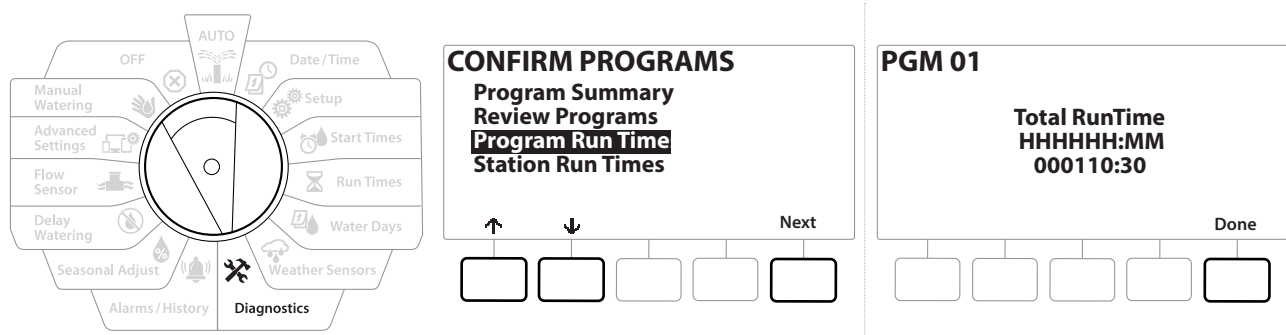 AUTO
OFF
Date/Time
Manual
Watering
Setup
Advanced
Settings
Start Times
Flow
Sensor
Run Times
Delay
Watering
Water Days
Seasonal Adjust
Weather Sensors
Alarms/History
Diagnostics
CONFIRM PROGRAMS
Program Summary
Review Programs
Program Run Time
Station Run Times
Next
PGM 01
Total RunTime
HHHHHH:MM
000110:30
Done